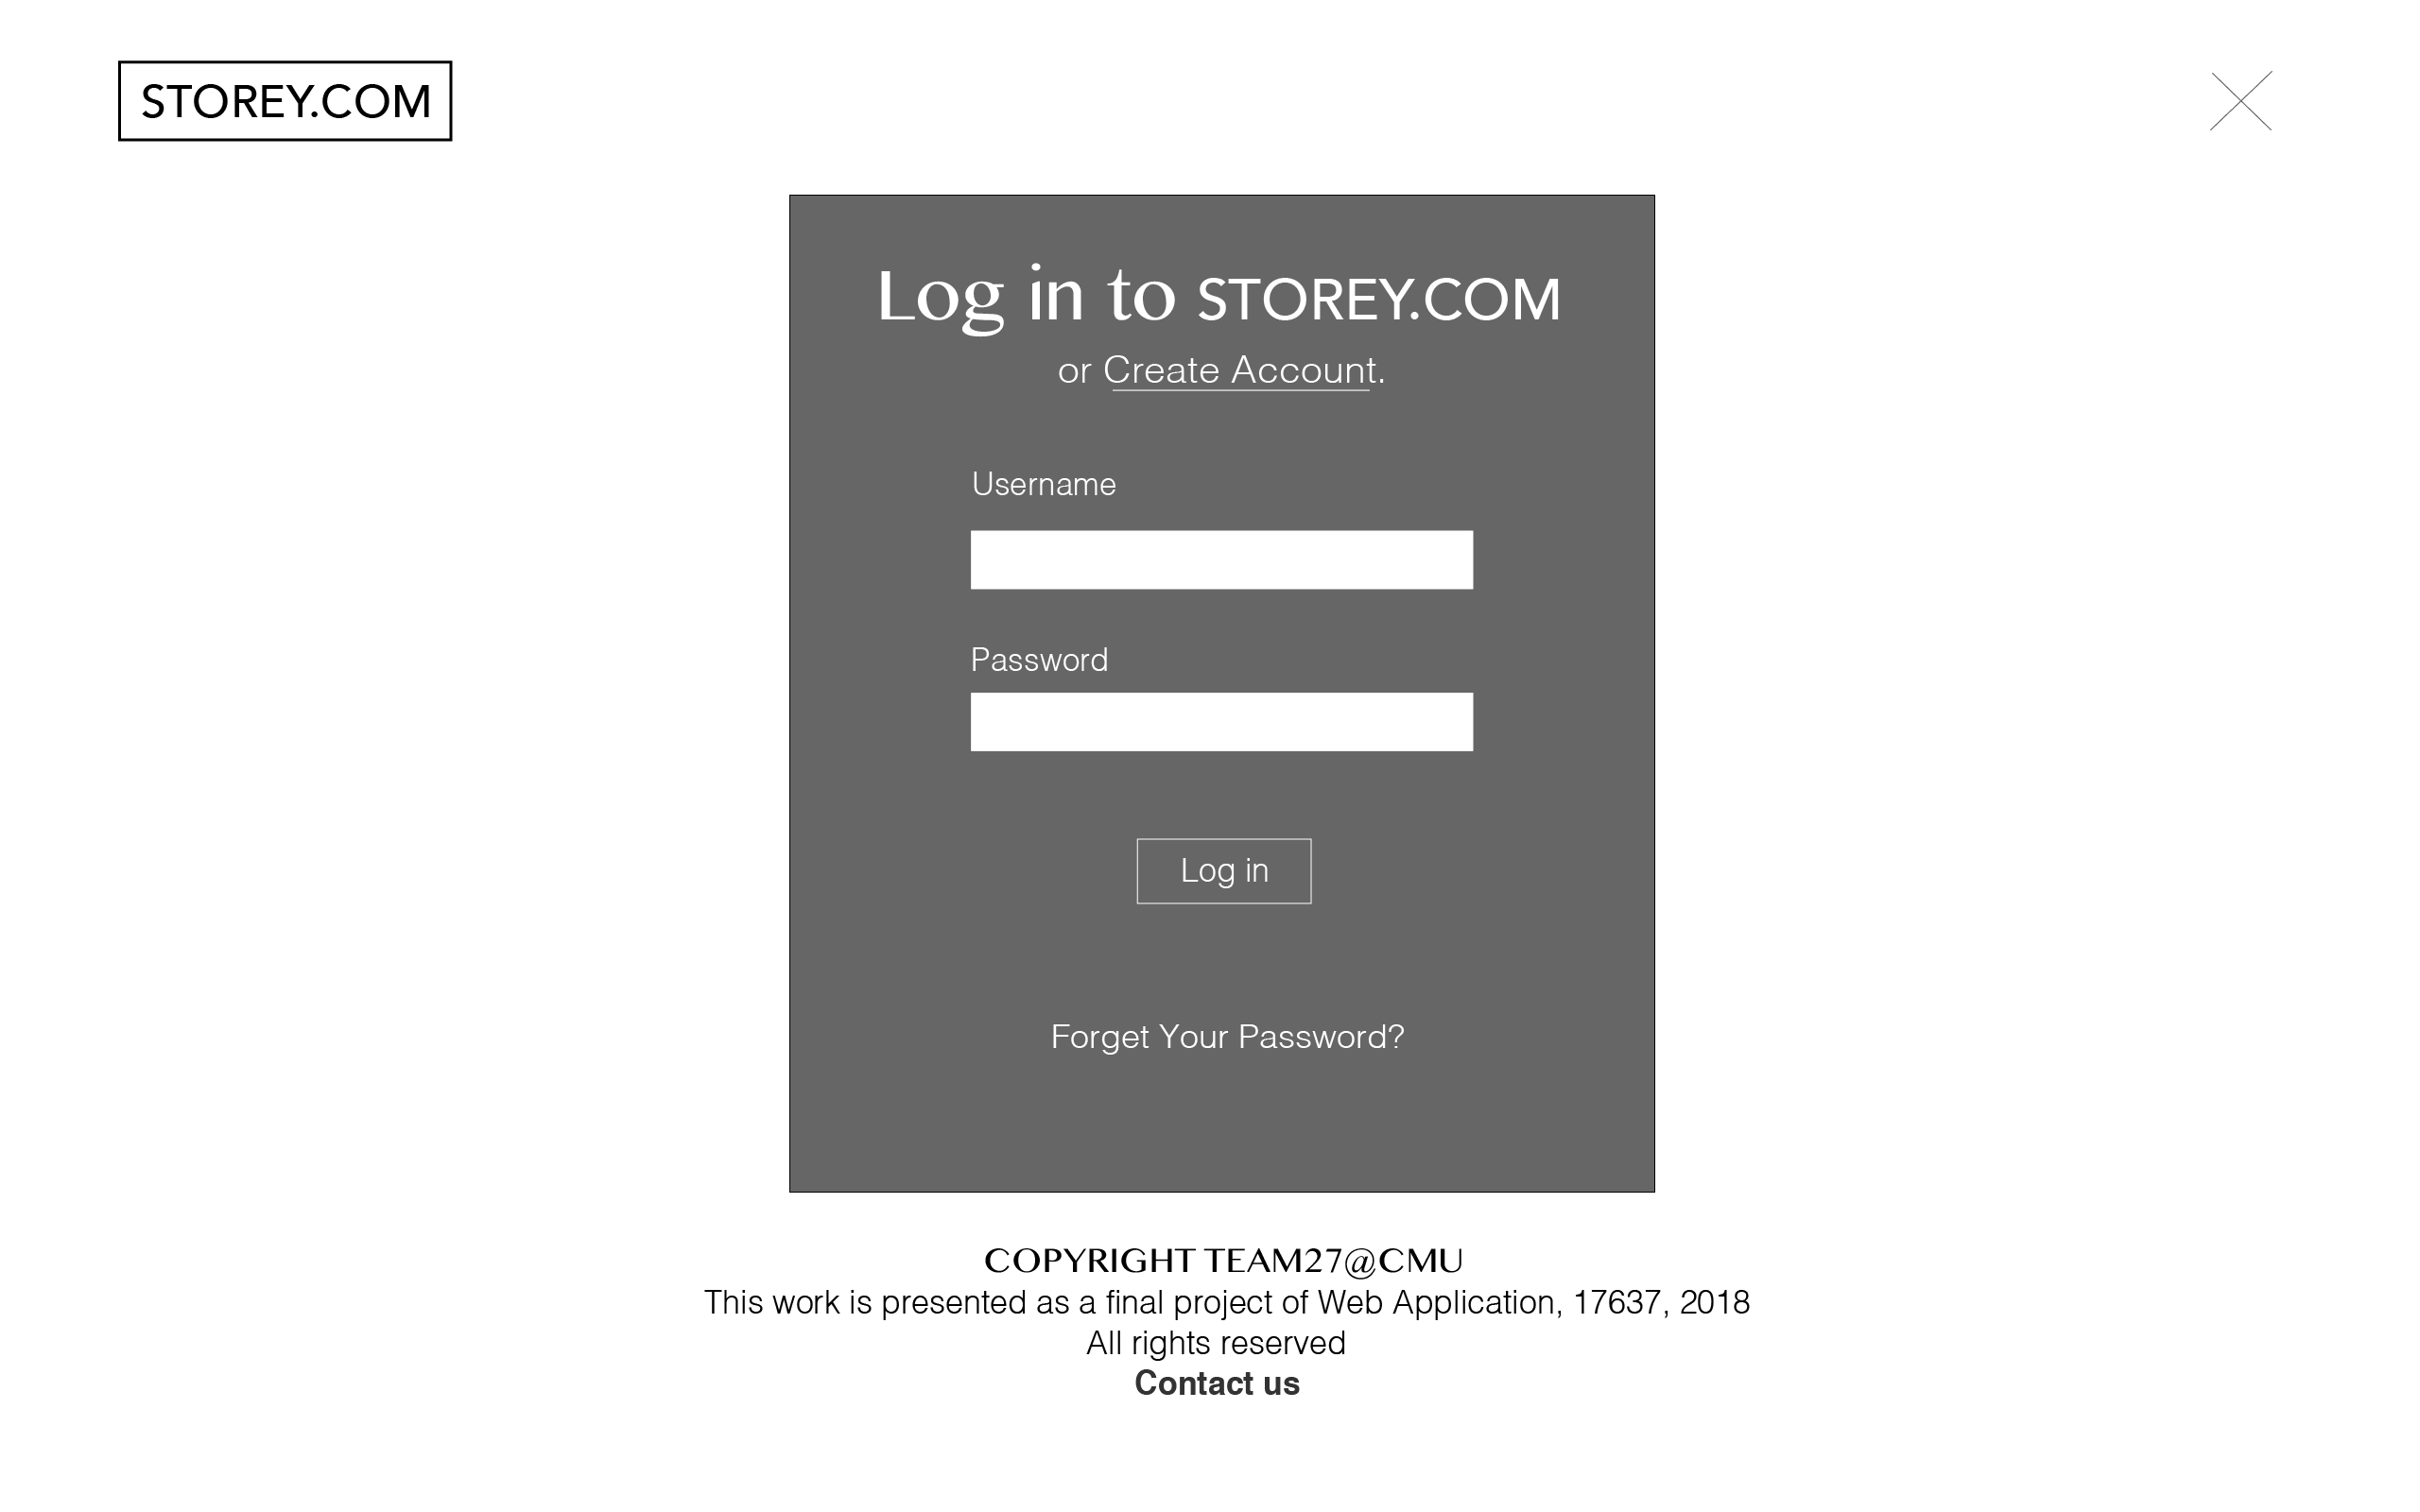 STOREY.COM
Log in to STOREY.COM
or Create Account.
Username
Password
Log in
Forget Your Password?
COPYRIGHT TEAM27@CMU
This work is presented as a final project of Web Application, 17637, 2018
All rights reserved
Contact us